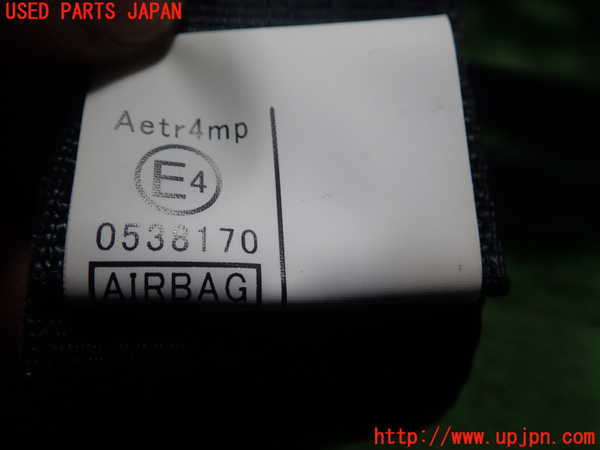 USED PARTS JAPAN
Aetr4mp
E4
0538170
AIRBAG
http://www.upjpn.com/